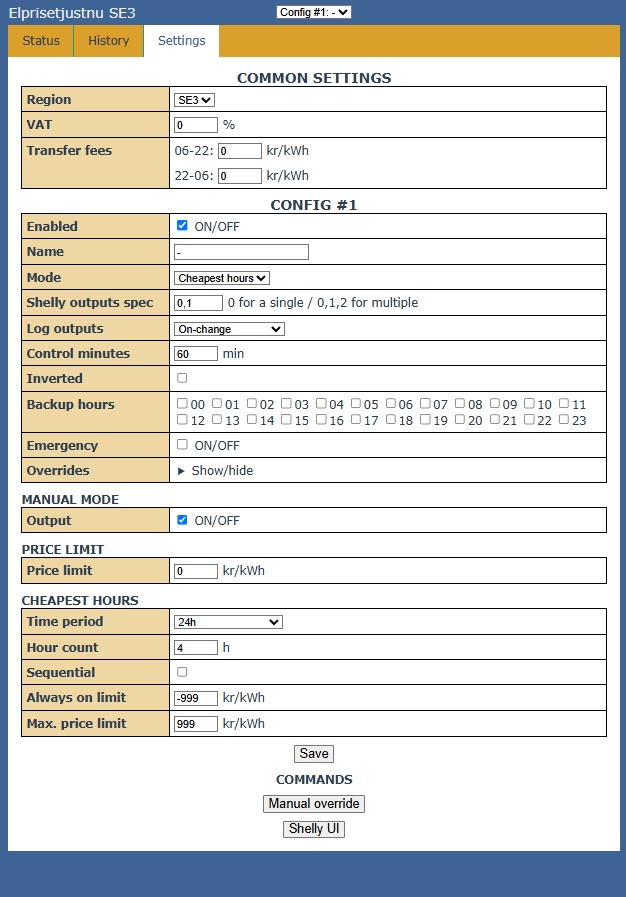 Elprisetjustnu SE3
Config #1: -
Status History Settings
COMMON SETTINGS
Region SE3
VAT 0 %
Transfer fees 06-22: 0 kr/kWh
22-06: 0 kr/kWh
CONFIG #1
Enabled ON/OFF
Name -
Mode Cheapest hours
Shelly outputs spec 0,1 0 for a single / 0,1,2 for multiple
Log outputs On-change
Control minutes 60 min
Inverted
Backup hours 00 01 02 03 04 05 06 07 08 09 10 11
12 13 14 15 16 17 18 19 20 21 22 23
Emergency ON/OFF
Overrides ▸ Show/hide
MANUAL MODE
Output ON/OFF
PRICE LIMIT
Price limit 0 kr/kWh
CHEAPEST HOURS
Time period 24h
Hour count 4 h
Sequential
Always on limit -999 kr/kWh
Max. price limit 999 kr/kWh
Save
COMMANDS
Manual override
Shelly UI